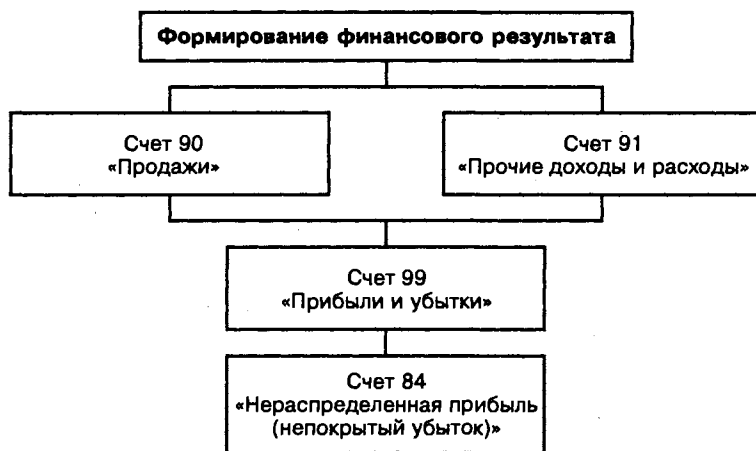 Формирование финансового результата
Счет 90
«Продажи»
Счет 91
«Прочие доходы и расходы»
Счет 99
«Прибыли и убытки»
Счет 84
«Нераспределенная прибыль
(непокрытый убыток)»